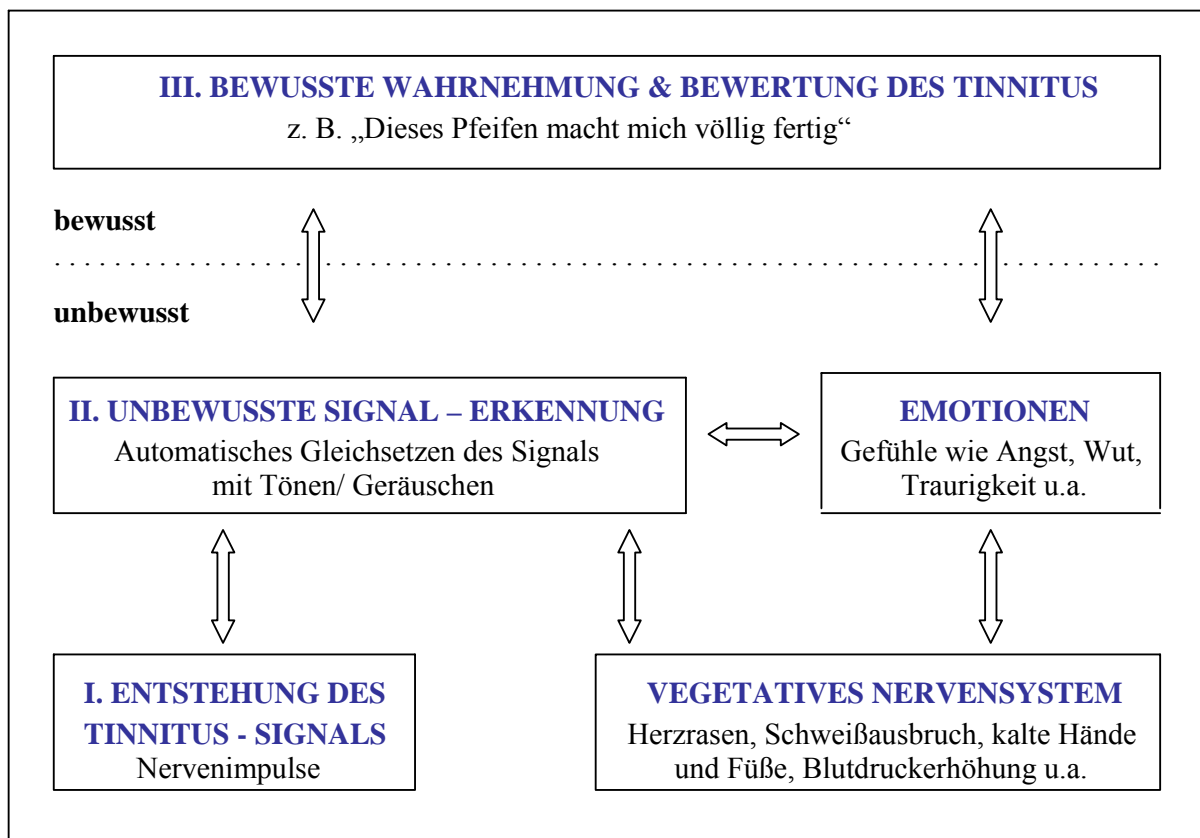 III. BEWUSSTE WAHRNEHMUNG & BEWERTUNG DES TINNITUS
z. B. „Dieses Pfeifen macht mich völlig fertig“
bewusst
unbewusst
II. UNBEWUSSTE SIGNAL – ERKENNUNG
Automatisches Gleichsetzen des Signals
mit Tönen/ Geräuschen
EMOTIONEN
Gefühle wie Angst, Wut,
Traurigkeit u.a.
I. ENTSTEHUNG DES
TINNITUS - SIGNALS
Nervenimpulse
VEGETATIVES NERVENSYSTEM
Herzrasen, Schweißausbruch, kalte Hände
und Füße, Blutdruckerhöhung u.a.